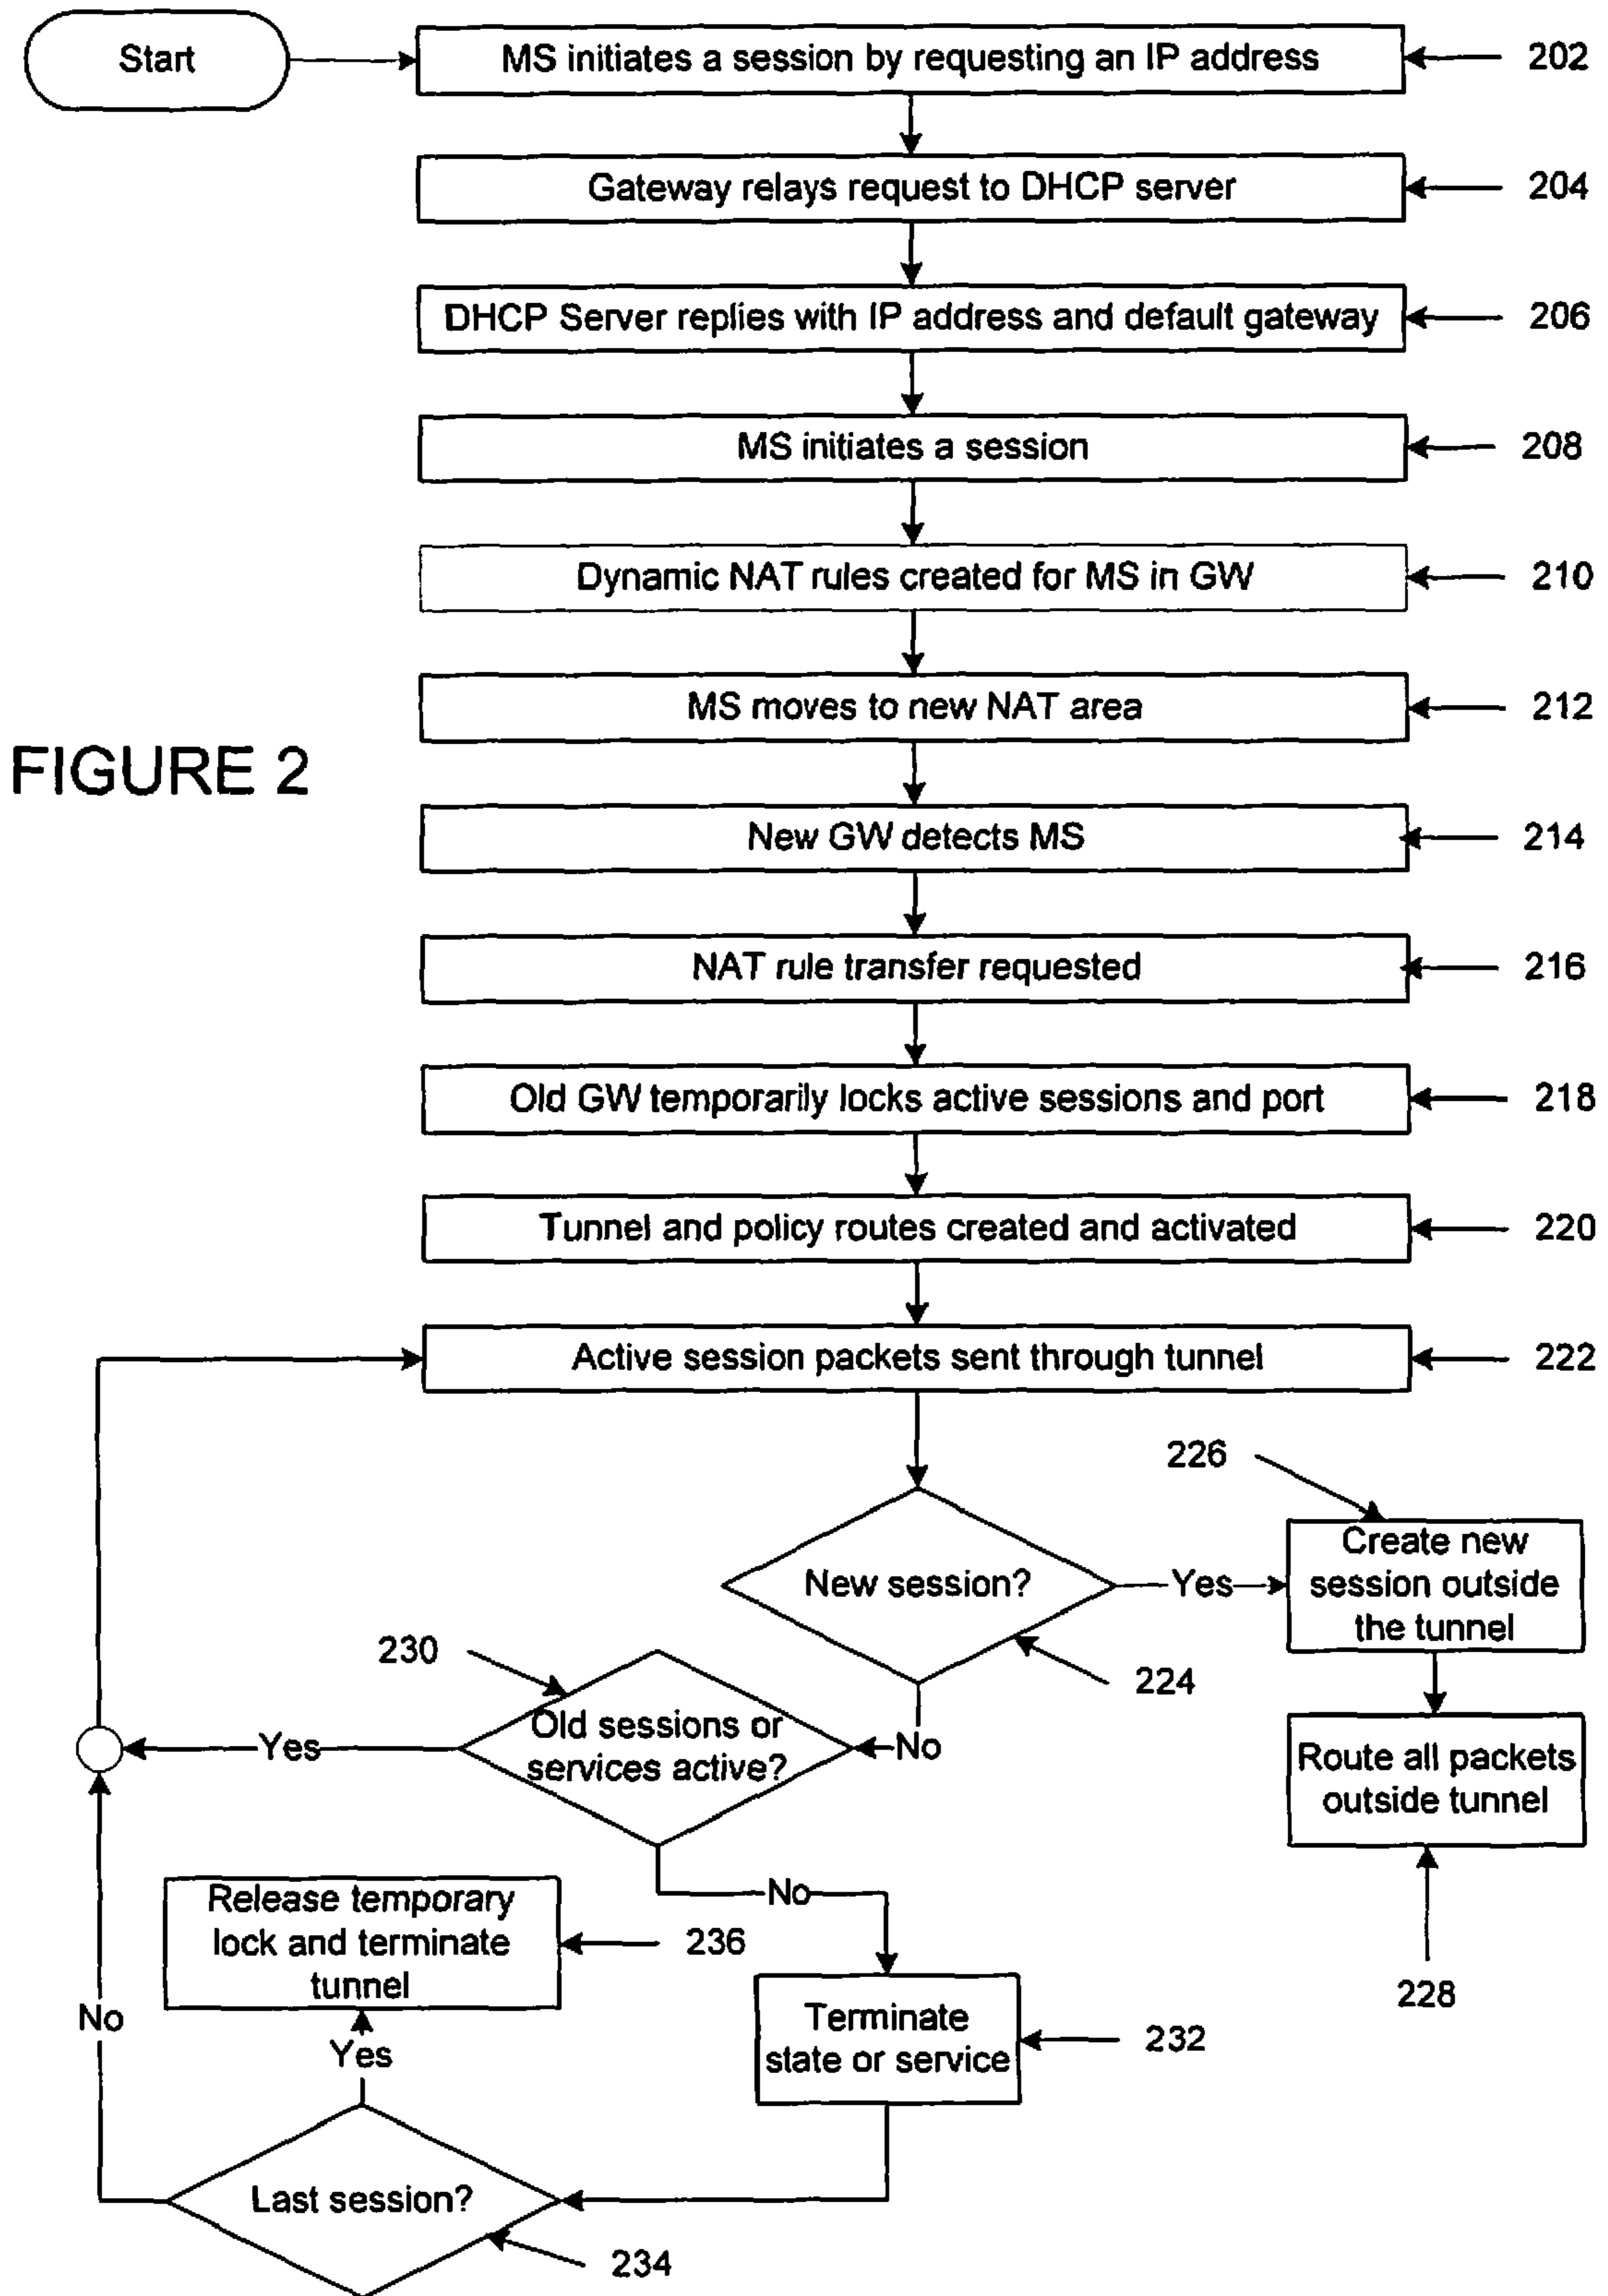 Start
MS initiates a session by requesting an IP address
202
Gateway relays request to DHCP server
204
DHCP Server replies with IP address and default gateway
206
MS initiates a session
208
Dynamic NAT rules created for MS in GW
210
MS moves to new NAT area
212
FIGURE 2
New GW detects MS
214
NAT rule transfer requested
216
Old GW temporarily locks active sessions and port
218
Tunnel and policy routes created and activated
220
Active session packets sent through tunnel
222
226
New session?
Yes
Create new
session outside
the tunnel
224
230
No
Old sessions or
services active?
Yes
Route all packets
outside tunnel
228
No
Release temporary
lock and terminate
tunnel
236
Terminate
state or service
232
No
Yes
Last session?
234